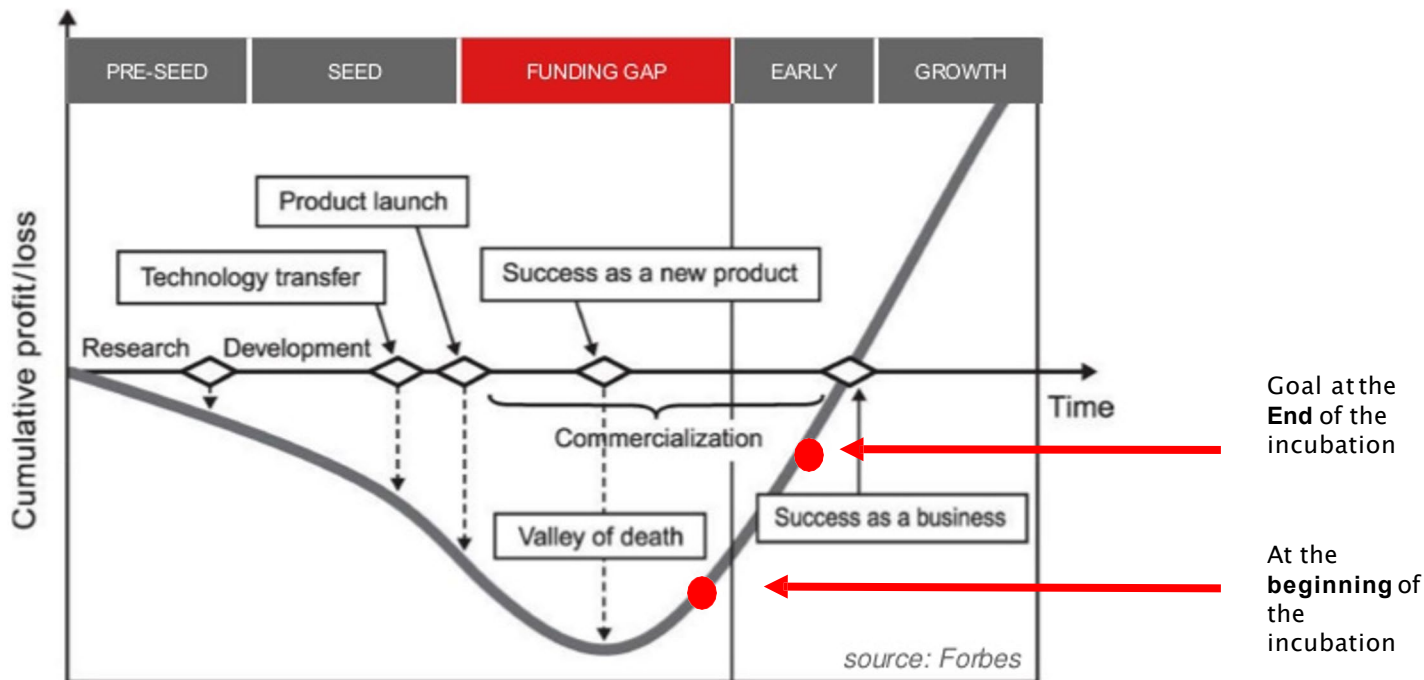 PRE-SEED
SEED
FUNDING GAP
EARLY
GROWTH
Cumulative profit/loss
Product launch
Technology transfer
Success as a new product
Research
Development
Time
Commercialization
Valley of death
Success as a business
source: Forbes
Goal at the
End of the
incubation
At the
beginning of
the
incubation